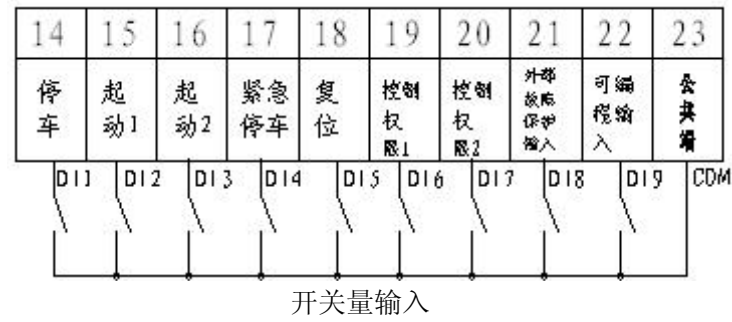 14 15 16 17 18 19 20 21 22 23
停车 起动1 起动2 紧急停车 复位 控制权限1 控制权限2 外部故障保护输入 可编程输入 公共端
DI1 DI2 DI3 DI4 DI5 DI6 DI7 DI8 DI9 COM
开关量输入